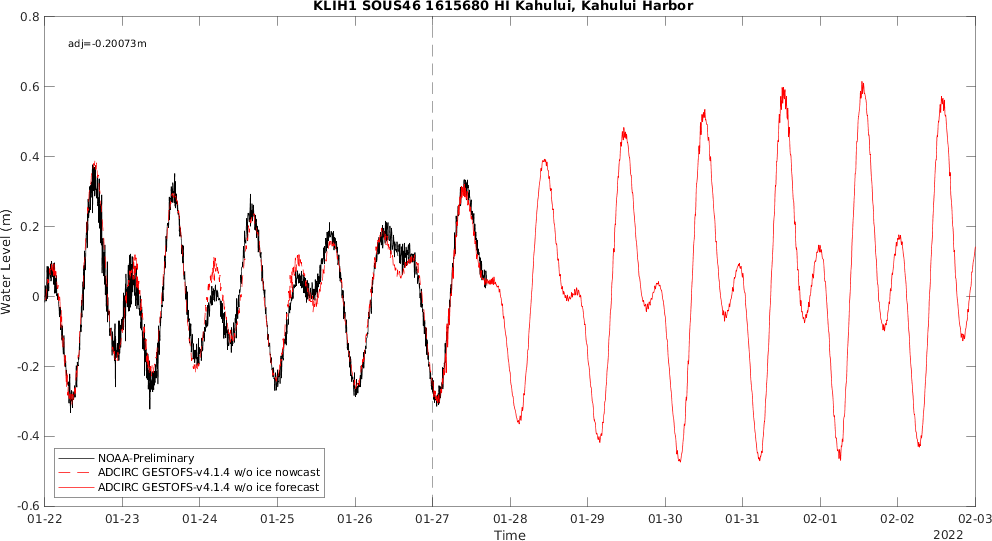 KLIH1 SOUS46 1615680 HI Kahului, Kahului Harbor
adj=-0.20073m
0.8
0.6
0.4
0.2
0
-0.2
-0.4
-0.6
Water Level (m)
NOAA-Preliminary
ADCIRC GESTOFS-v4.1.4 w/o ice nowcast
ADCIRC GESTOFS-v4.1.4 w/o ice forecast
01-22 01-23 01-24 01-25 01-26 01-27 01-28 01-29 01-30 01-31 02-01 02-02 02-03
Time
2022